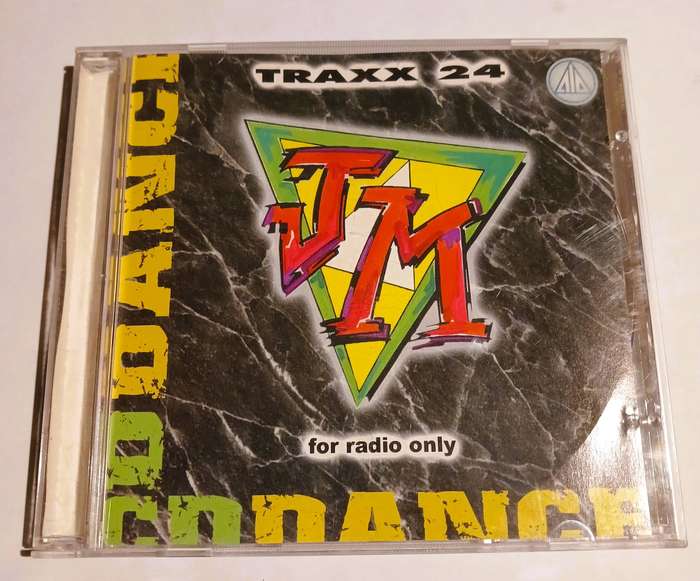 TRAXX 24
JM
for radio only
CD DANCE
CD DANCE